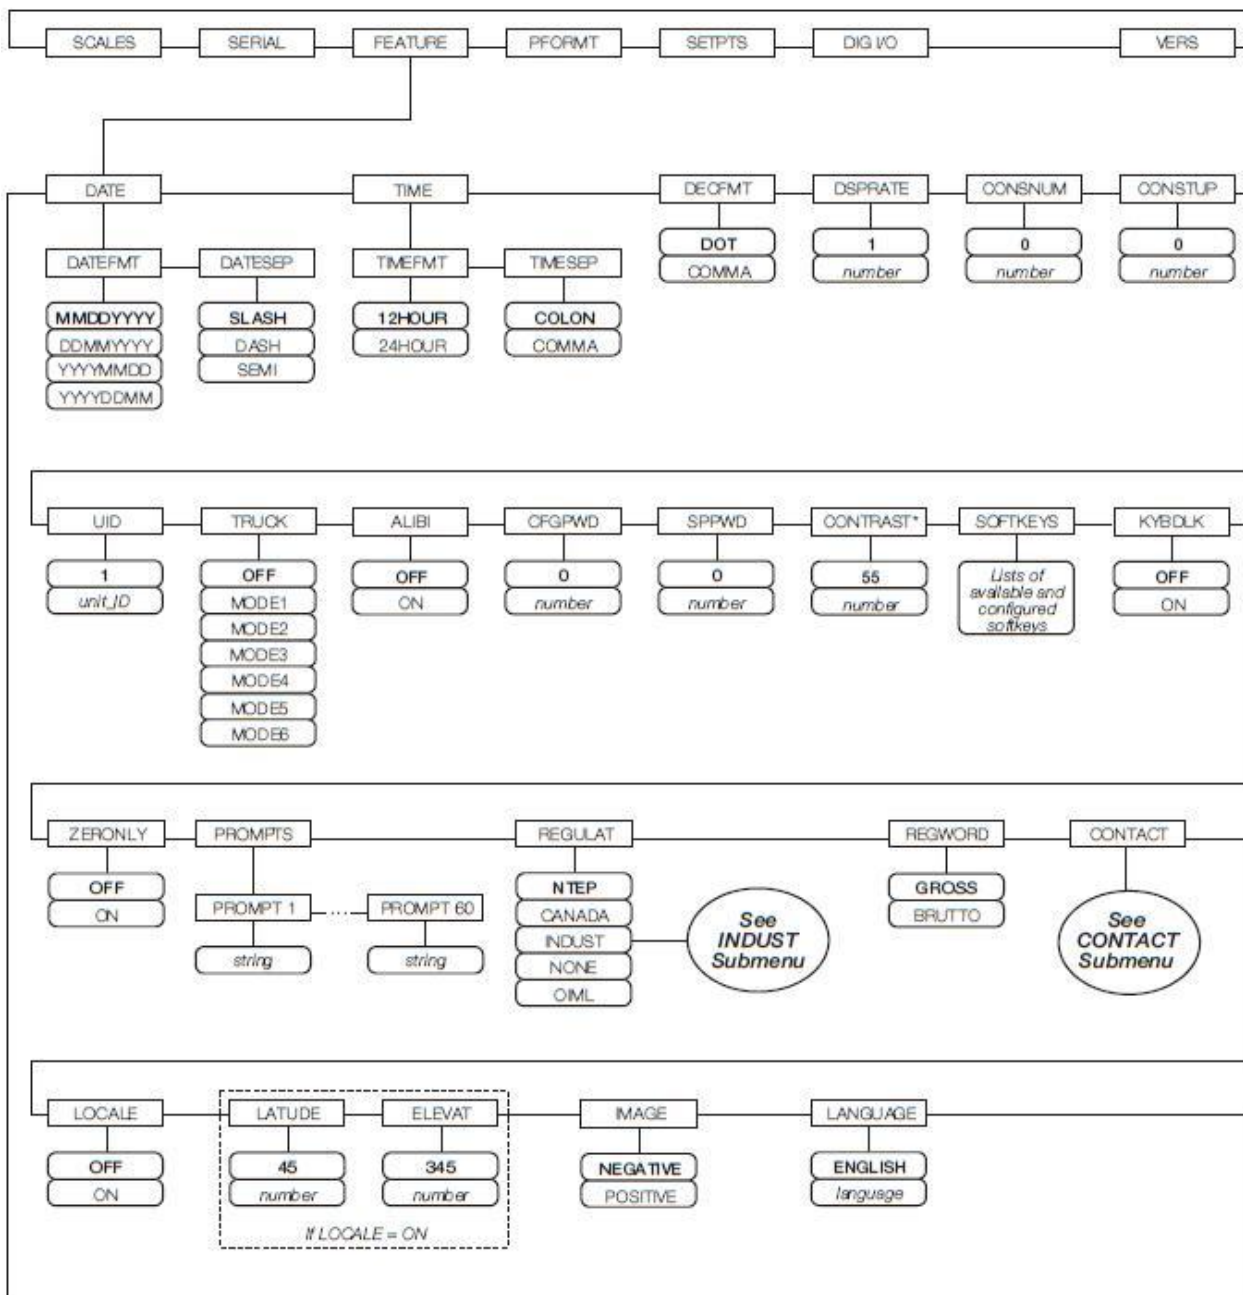 SCALES SERIAL FEATURE PFORMT SETPTS DIG I/O VERS
DATE TIME DECFMT DSPRATE CONSNUM CONSTUP
DOT 1 0 0
COMMA number number number
DATEFMT DATESEP TIMEFMT TIMESEP
MMDDYYYY SLASH 12HOUR COLON
DDMMYYYY DASH 24HOUR COMMA
YYYYMMDD SEMI
YYYYDDMM
UID TRUCK ALIBI CFGPWD SPPWD CONTRAST* SOFTKEYS KYBDLK
1 OFF OFF 0 0 55 Lists of OFF
unit_ID MODE1 ON number number number available and ON
MODE2 configured
MODE3 softkeys
MODE4
MODE5
MODE6
ZERONLY PROMPTS REGULAT REGWORD CONTACT
OFF NTEP GROSS
ON PROMPT 1 .... PROMPT 60 CANADA BRUTTO
string string INDUST
NONE
OIML
See
INDUST
Submenu
See
CONTACT
Submenu
LOCALE LATUDE ELEVAT IMAGE LANGUAGE
OFF 45 345 NEGATIVE ENGLISH
ON number number POSITIVE language
If LOCALE = ON